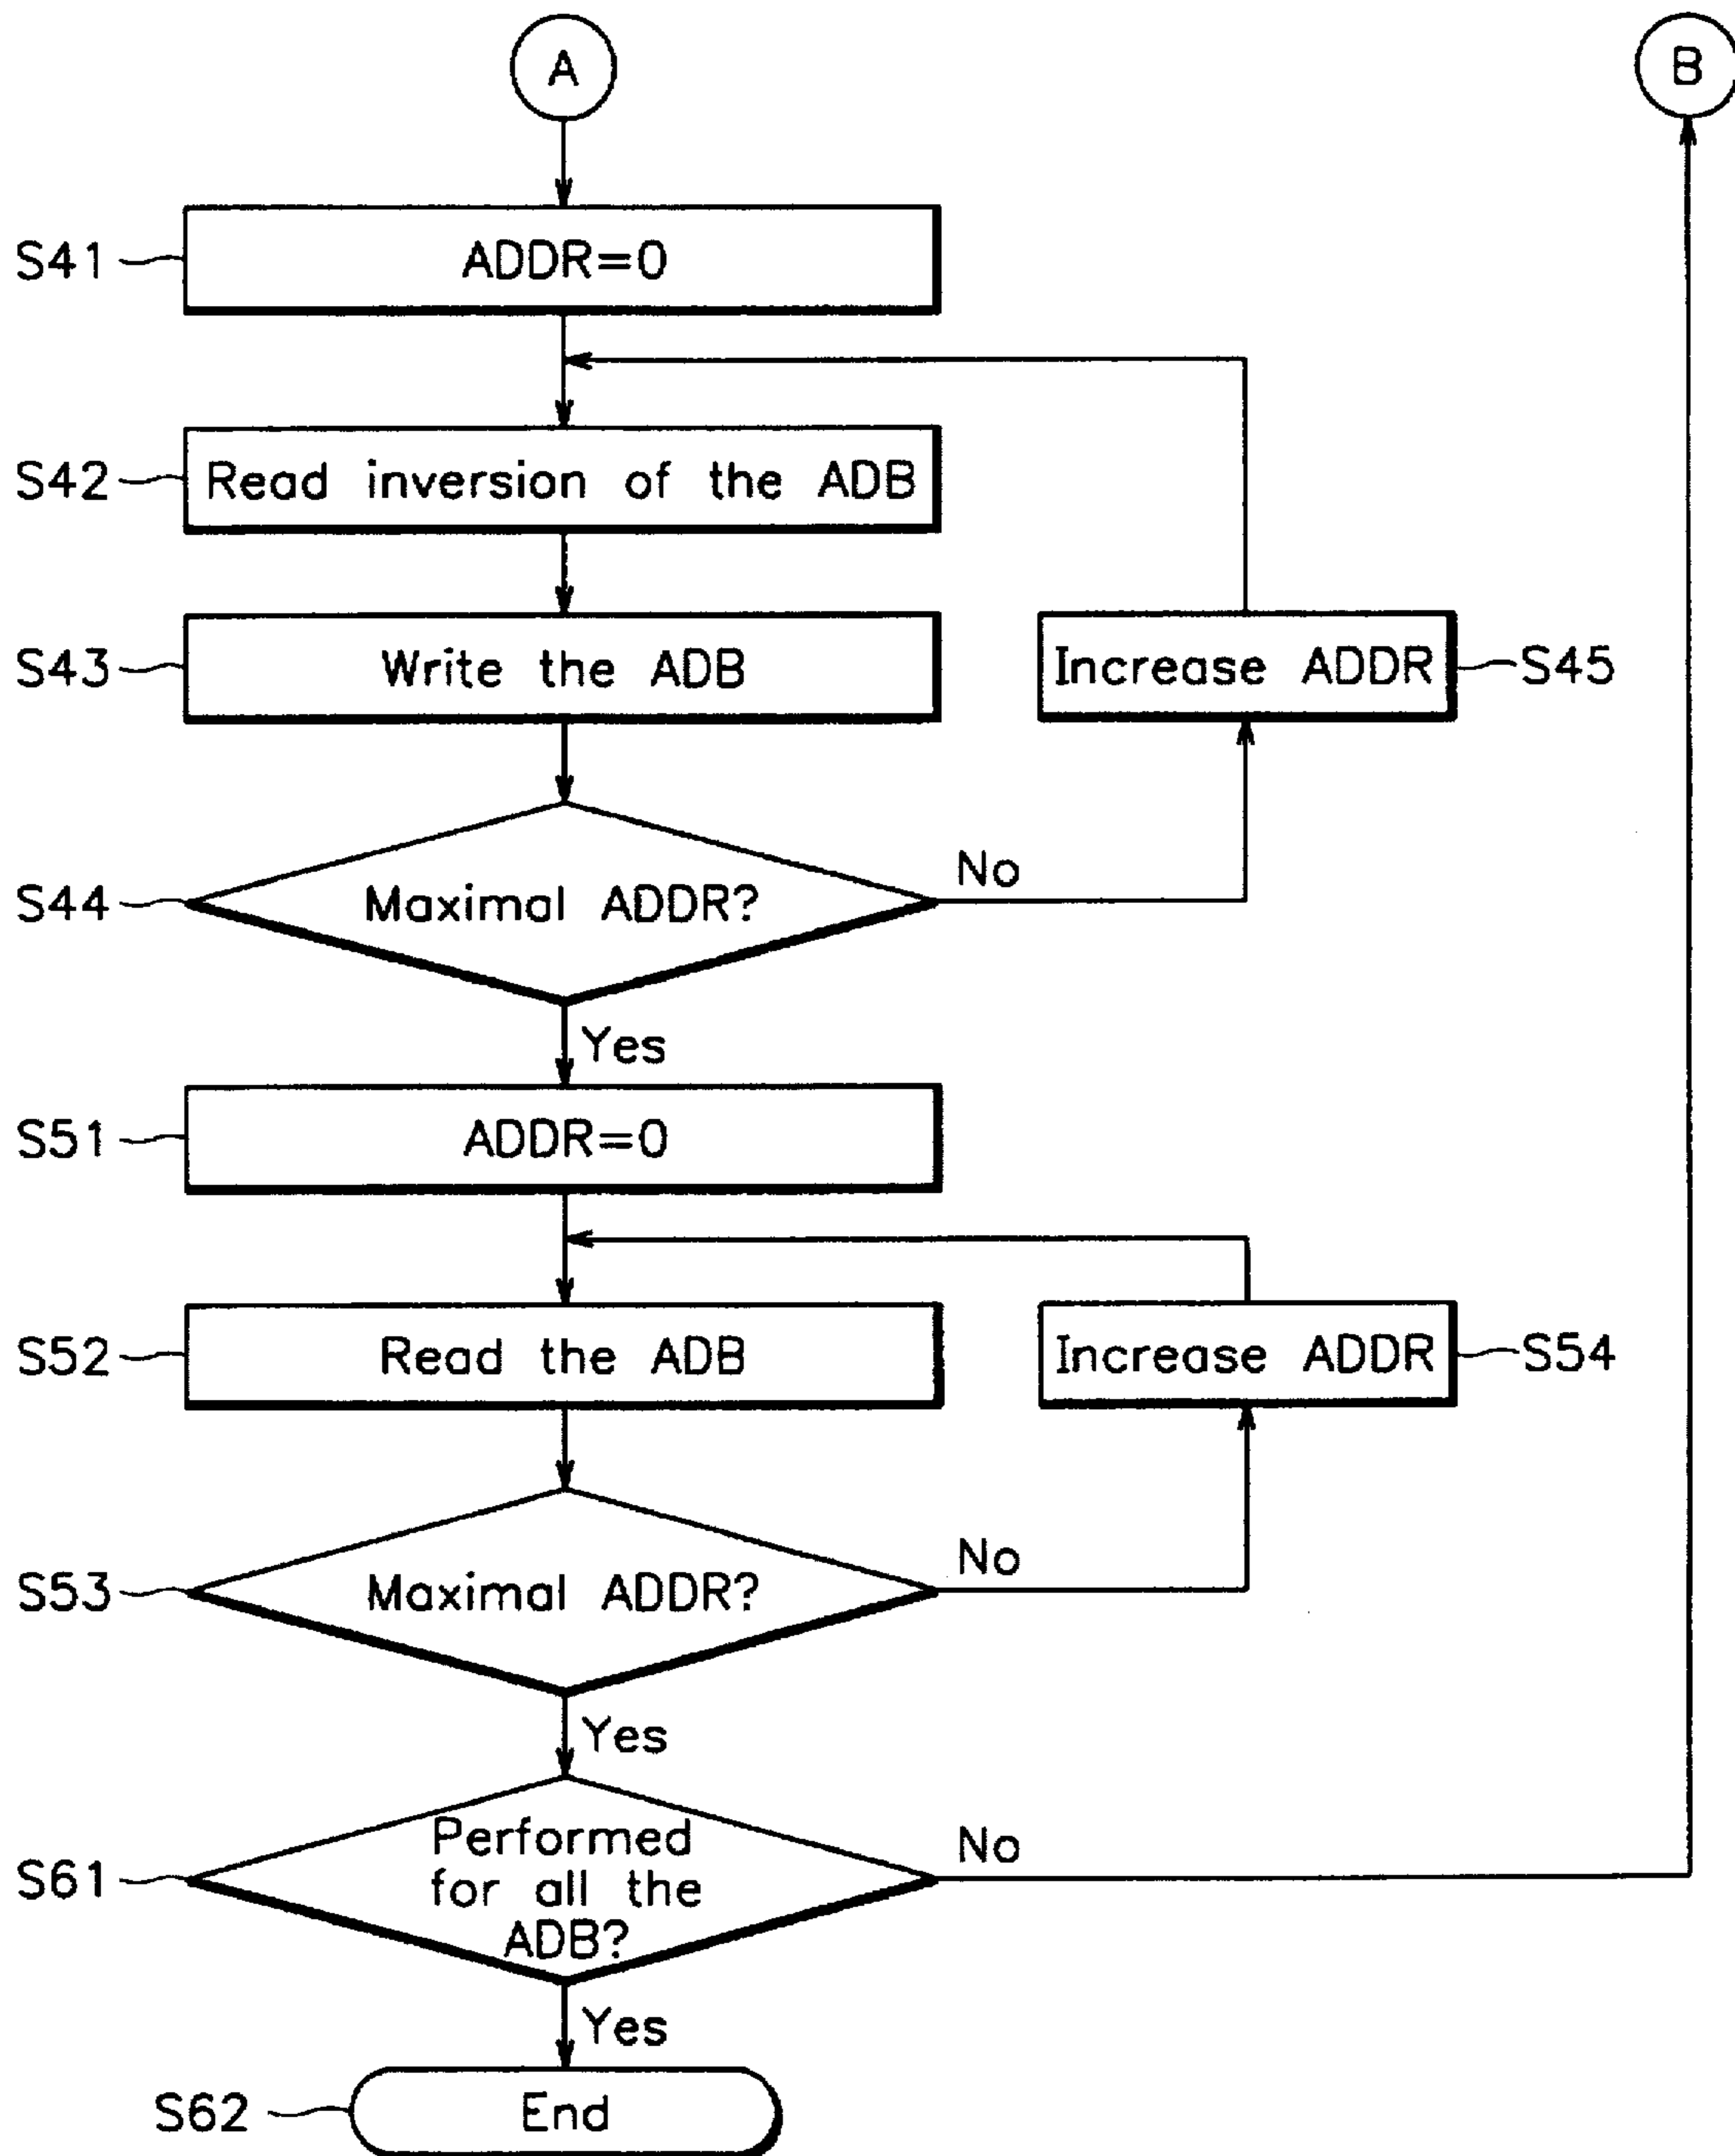 A
B
S41
ADDR=0
S42
Read inversion of the ADB
S43
Write the ADB
Increase ADDR
S45
S44
Maximal ADDR?
No
Yes
S51
ADDR=0
S52
Read the ADB
Increase ADDR
S54
S53
Maximal ADDR?
No
Yes
S61
Performed
for all the
ADB?
No
Yes
S62
End